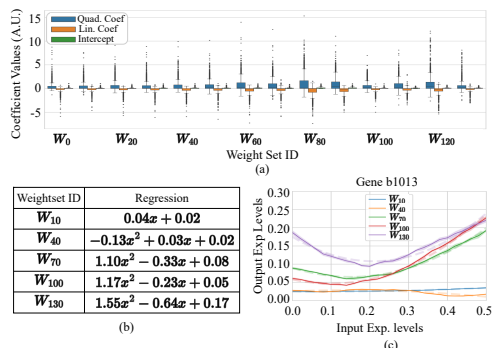 Coefficient Values (A.U.)
15
10
5
0
−5
Quad. Coef
Lin. Coef
Intercept
W0 W20 W40 W60 W80 W100 W120
Weight Set ID
(a)
Weightset ID Regression
W10 0.04x + 0.02
W40 −0.13x² + 0.03x + 0.02
W70 1.10x² − 0.33x + 0.08
W100 1.17x² − 0.23x + 0.05
W130 1.55x² − 0.64x + 0.17
(b)
Gene b1013
Output Exp Levels
0.30
0.25
0.20
0.15
0.10
0.05
0.00
W10
W40
W70
W100
W130
0.0 0.1 0.2 0.3 0.4 0.5
Input Exp. levels
(c)